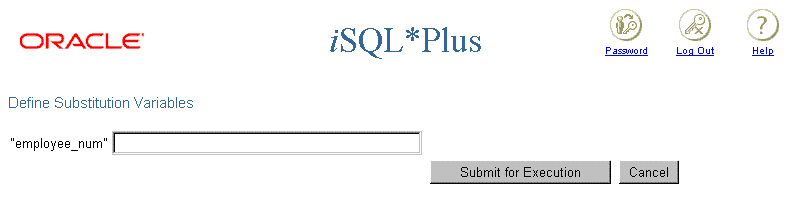 ORACLE
iSQL*Plus
Password Log Out Help
Define Substitution Variables
"employee_num"
Submit for Execution Cancel